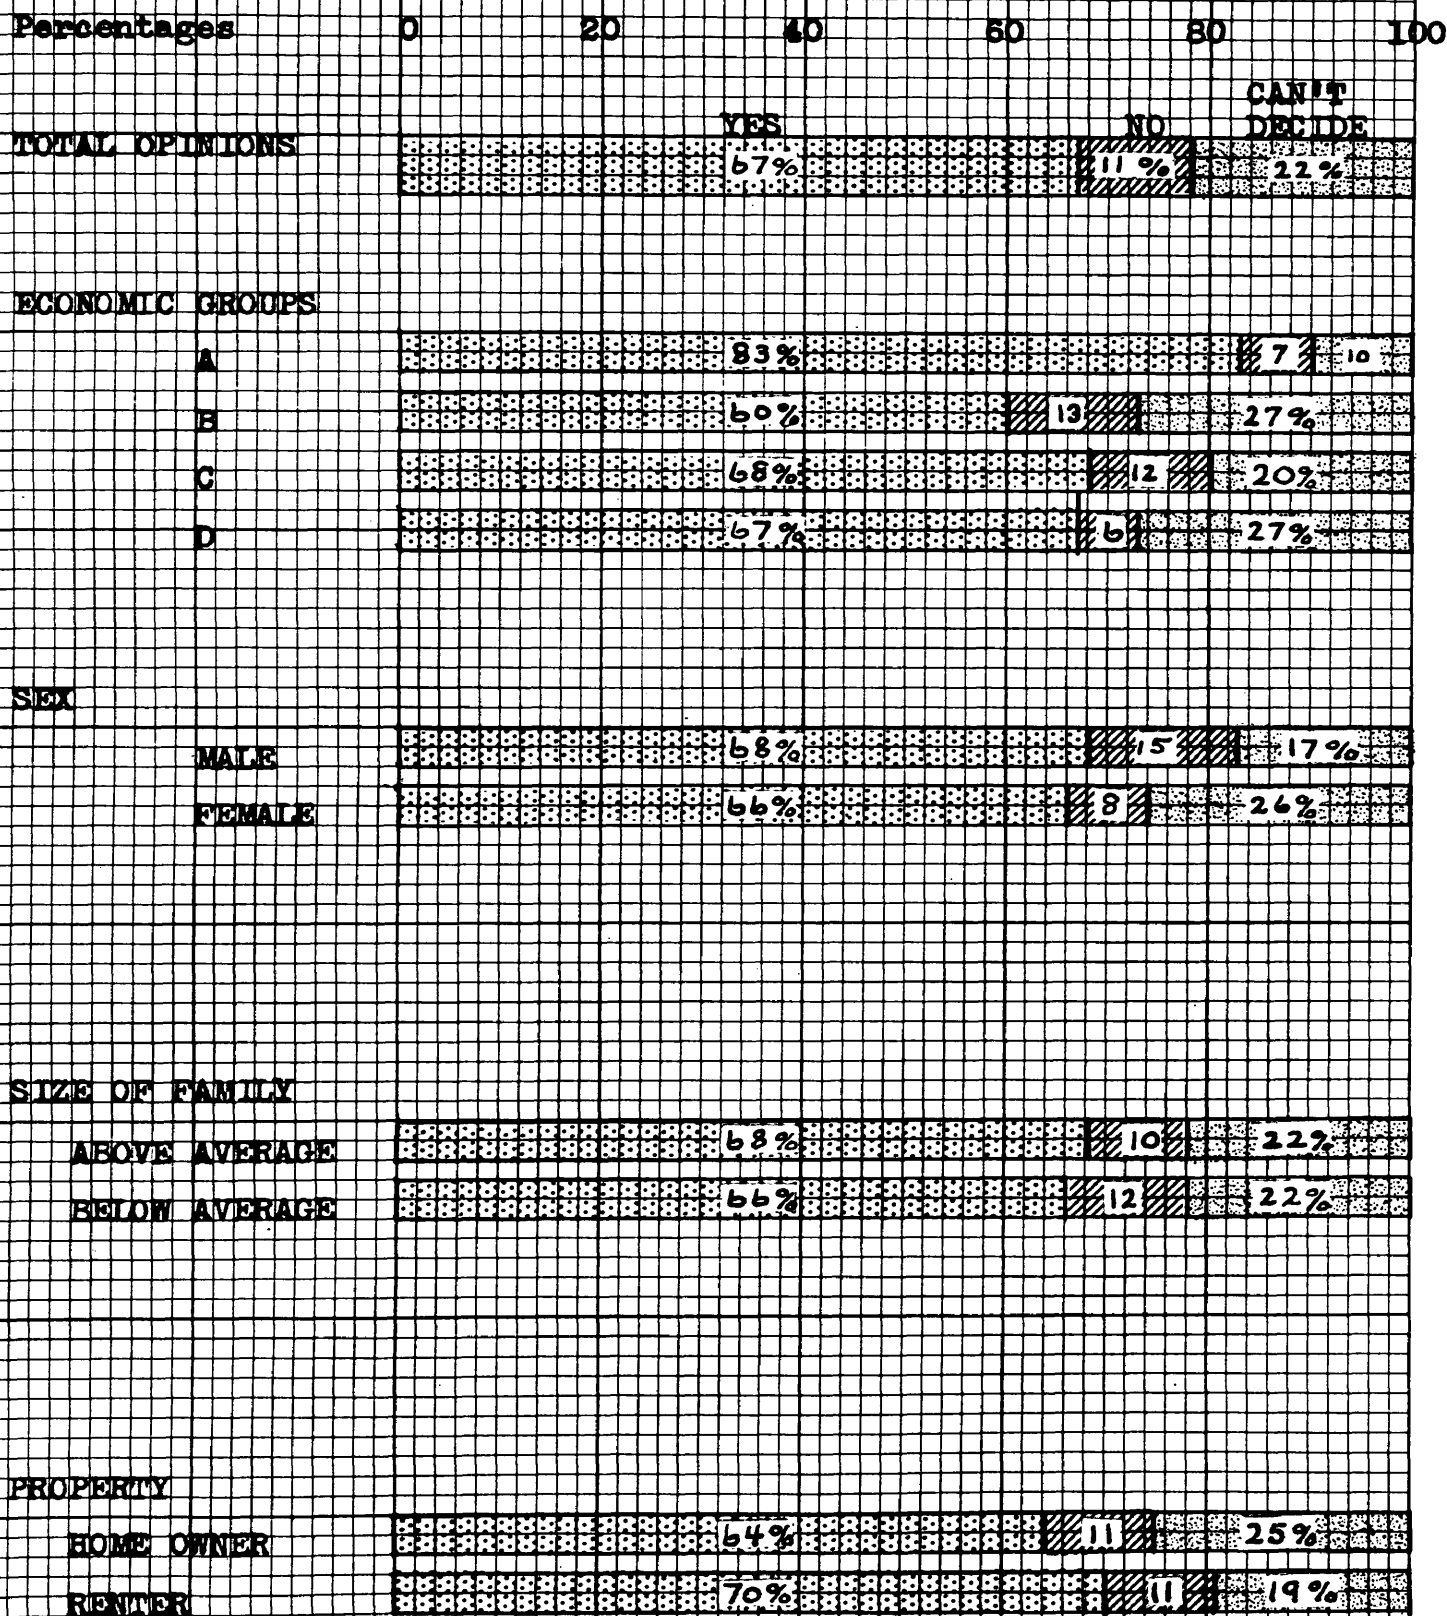 Percentages 0 20 40 60 80 100
CAN'T
YES NO DECIDE
TOTAL OPINIONS 67% 11% 22%
ECONOMIC GROUPS
A 83% 7 10
B 60% 13 27%
C 68% 12 20%
D 67% 6 27%
SEX
MALE 68% 15 17%
FEMALE 66% 8 26%
SIZE OF FAMILY
ABOVE AVERAGE 68% 10 22%
BELOW AVERAGE 66% 12 22%
PROPERTY
HOME OWNER 64% 11 25%
RENTER 70% 11 19%